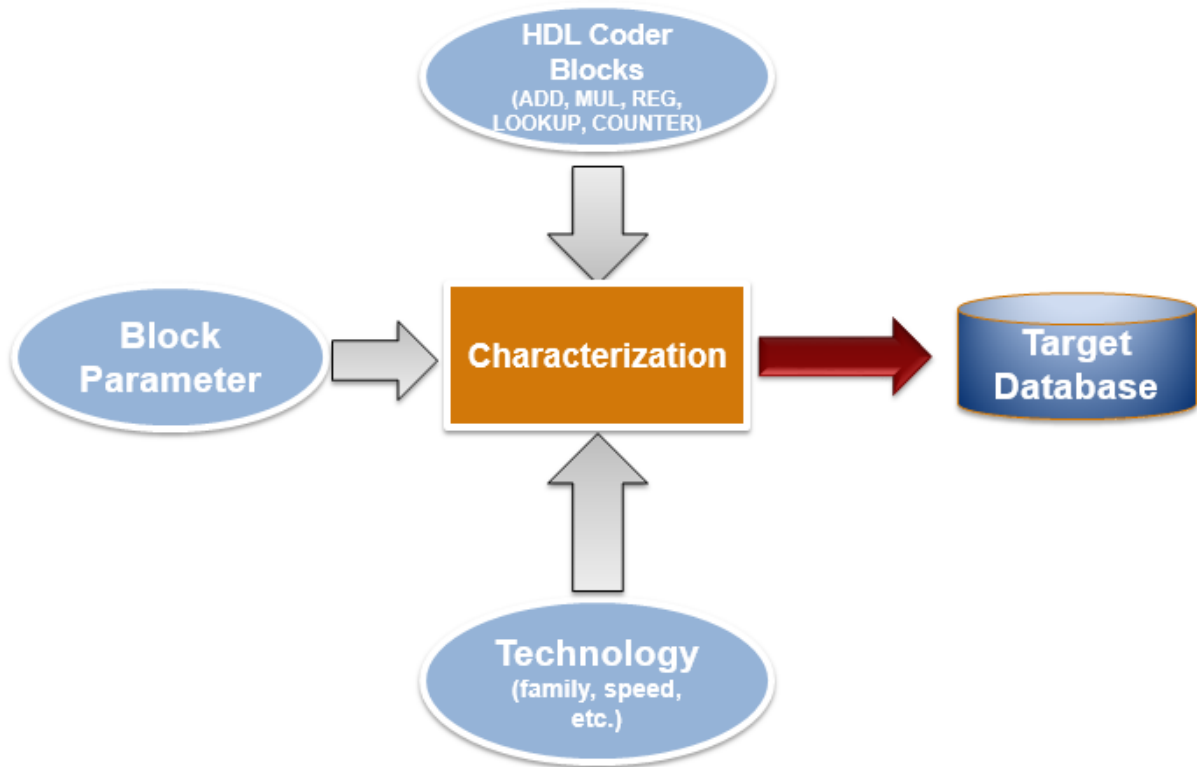 HDL Coder
Blocks
(ADD, MUL, REG,
LOOKUP, COUNTER)
Block
Parameter
Characterization
Target
Database
Technology
(family, speed,
etc.)